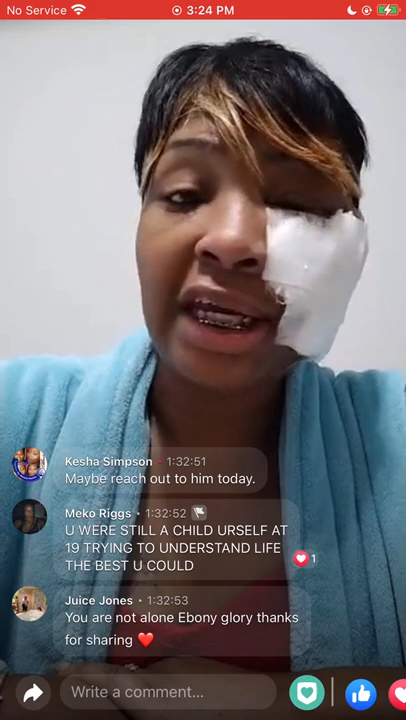 No Service 3:24 PM
Kesha Simpson • 1:32:51
Maybe reach out to him today.
Meko Riggs • 1:32:52
U WERE STILL A CHILD URSELF AT
19 TRYING TO UNDERSTAND LIFE
THE BEST U COULD
1
Juice Jones • 1:32:53
You are not alone Ebony glory thanks
for sharing ❤️
Write a comment...